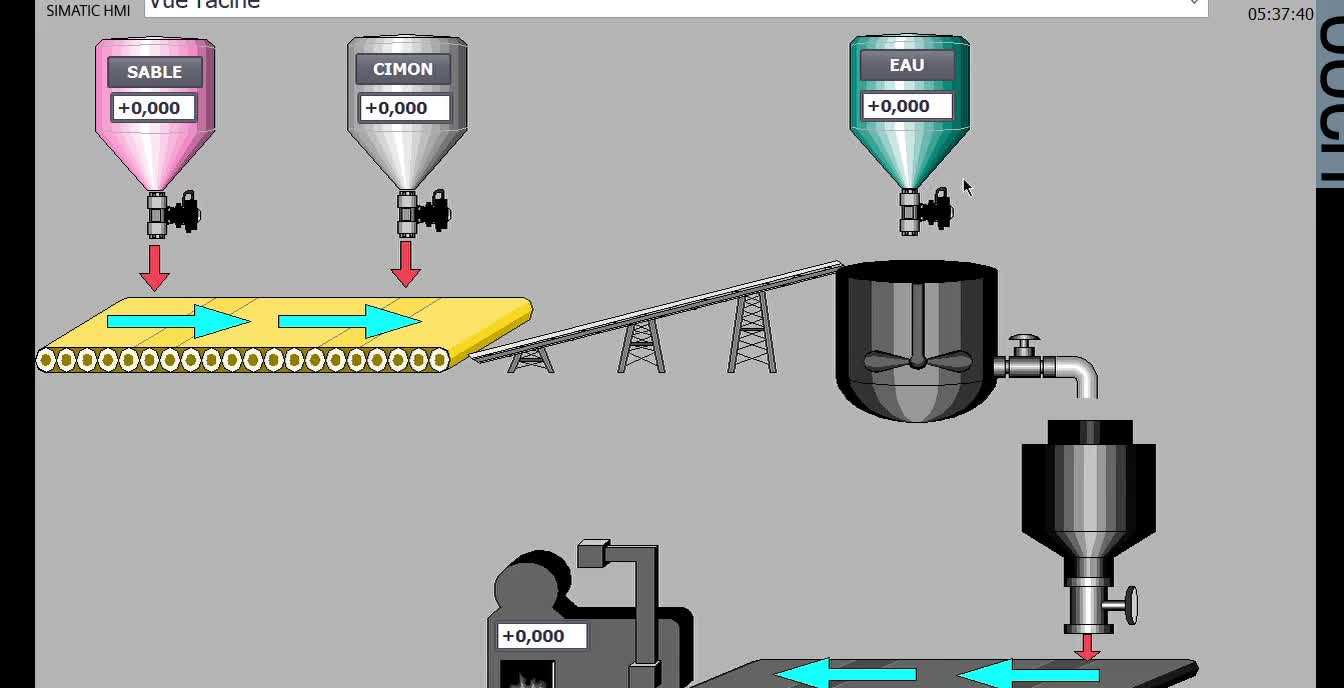 SIMATIC HMI
Vue racine
05:37:40
SABLE
+0,000
CIMON
+0,000
EAU
+0,000
+0,000